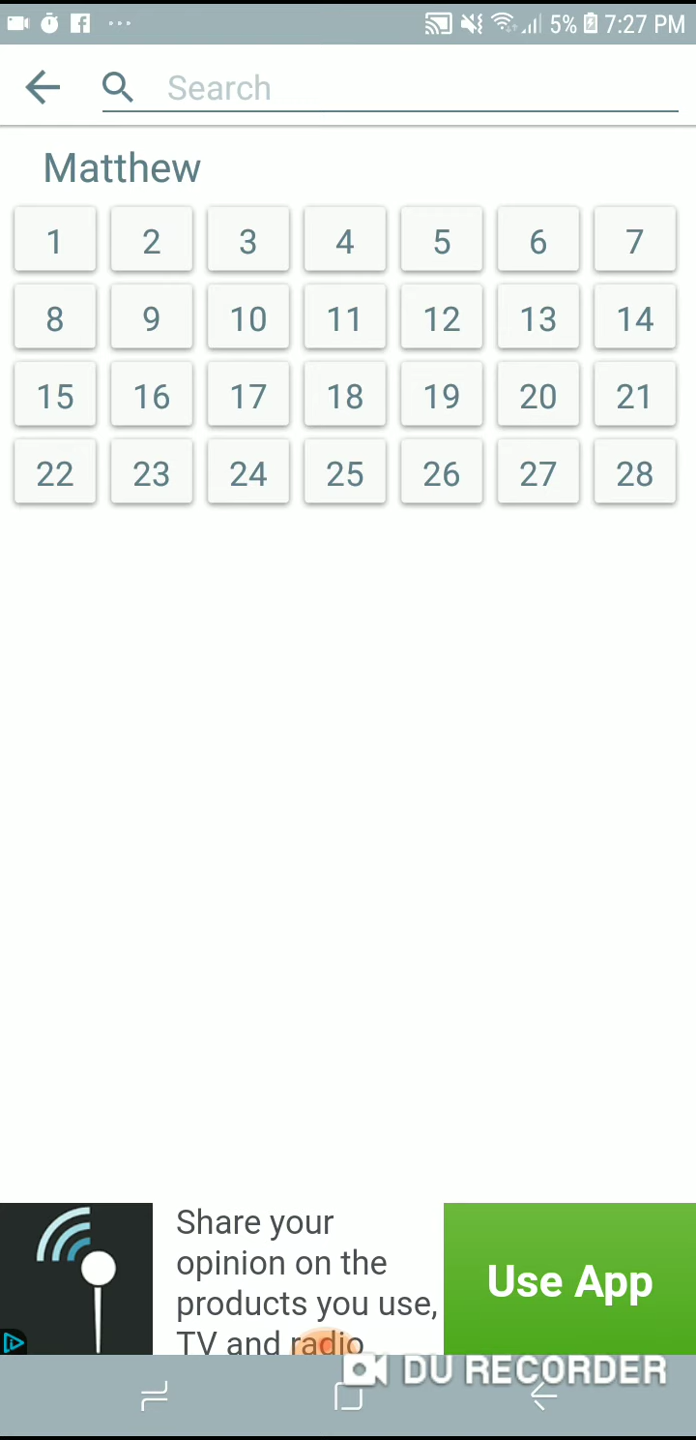 5% 7:27 PM
Search
Matthew
1 2 3 4 5 6 7
8 9 10 11 12 13 14
15 16 17 18 19 20 21
22 23 24 25 26 27 28
Share your
opinion on the
products you use,
TV and radio
Use App
DU RECORDER